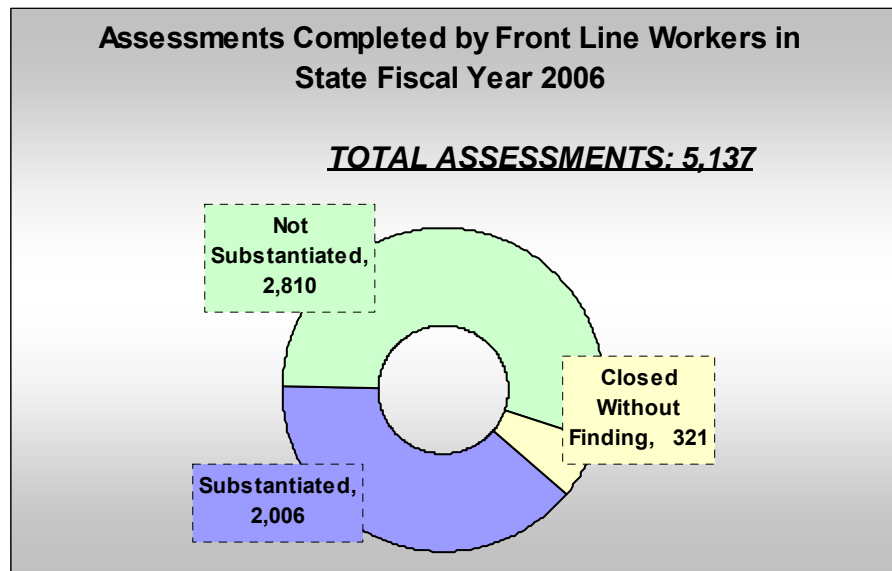 Assessments Completed by Front Line Workers in
State Fiscal Year 2006
TOTAL ASSESSMENTS: 5,137
Not
Substantiated,
2,810
Closed
Without
Finding, 321
Substantiated,
2,006